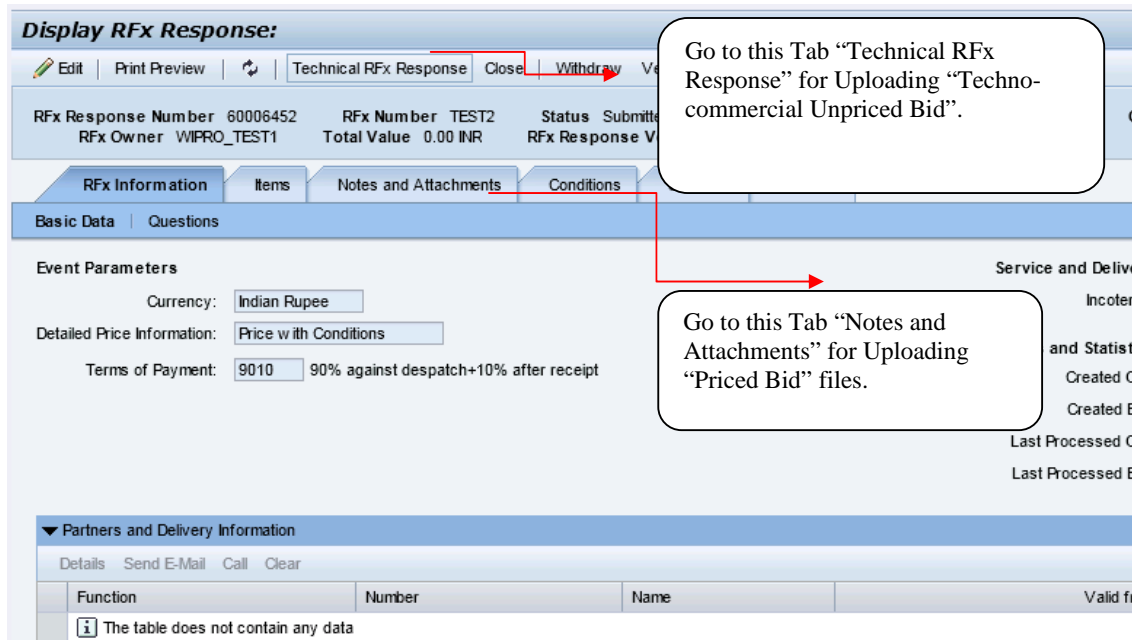 Display RFx Response:
Edit | Print Preview | Technical RFx Response Close | Withdraw
RFx Response Number 60006452 RFx Number TEST2 Status
RFx Owner WIPRO_TEST1 Total Value 0.00 INR RFx Response
Go to this Tab “Technical RFx
Response” for Uploading “Techno-
commercial Unpriced Bid”.
RFx Information Items Notes and Attachments Conditions
Basic Data | Questions
Event Parameters
Currency: Indian Rupee
Detailed Price Information: Price with Conditions
Terms of Payment: 9010 90% against despatch+10% after receipt
Service and
Go to this Tab “Notes and
Attachments” for Uploading
“Priced Bid” files.
and
Created
Created
Last Processed
Last Processed
Partners and Delivery Information
Details Send E-Mail Call Clear
Function Number Name Valid
The table does not contain any data